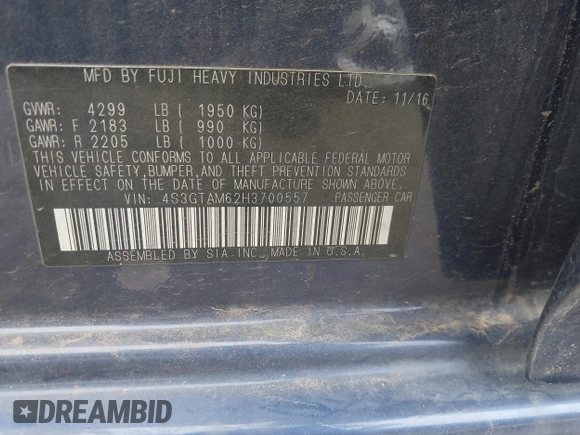 MFD BY FUJI HEAVY INDUSTRIES LTD.
DATE: 11/16
GVWR: 4299 LB ( 1950 KG)
GAWR: F 2183 LB ( 990 KG)
GAWR: R 2205 LB ( 1000 KG)
THIS VEHICLE CONFORMS TO ALL APPLICABLE FEDERAL MOTOR
VEHICLE SAFETY, BUMPER, AND THEFT PREVENTION STANDARDS
IN EFFECT ON THE DATE OF MANUFACTURE SHOWN ABOVE.
VIN: 4S3GTAM62H3700557 PASSENGER CAR
ASSEMBLED BY SIA INC. MADE IN U.S.A.
DREAMBID